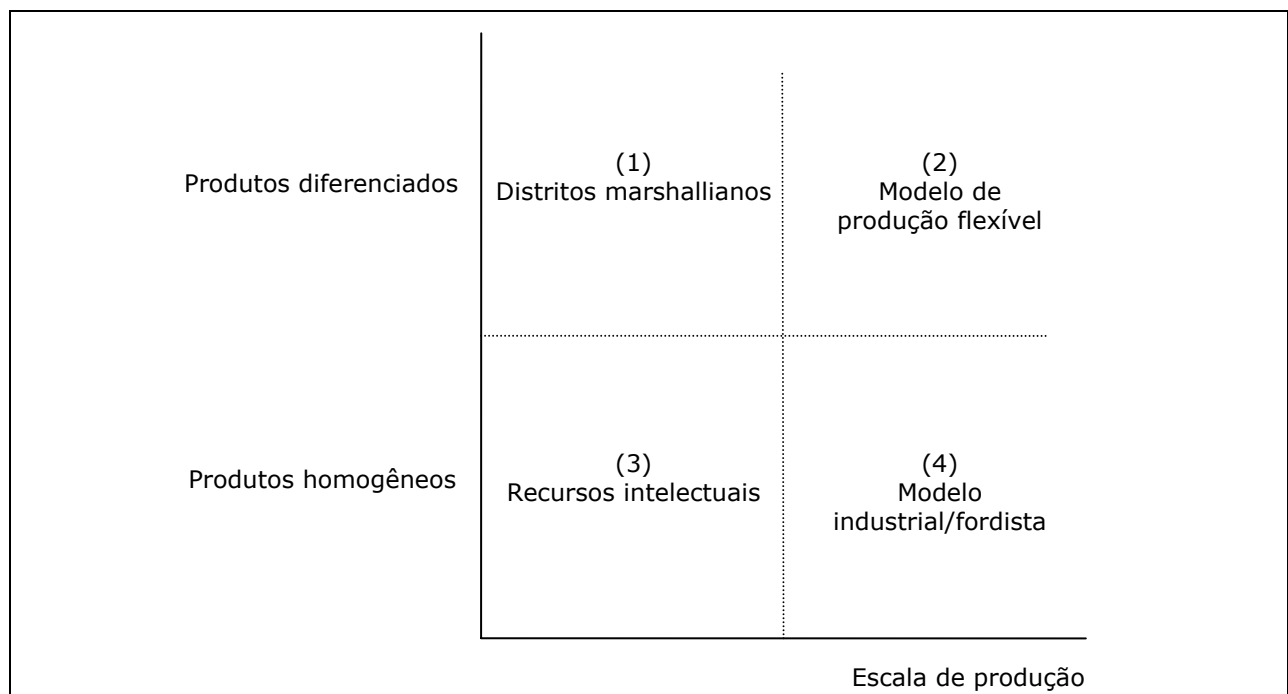 Produtos diferenciados
(1)
Distritos marshallianos
(2)
Modelo de
produção flexível
Produtos homogêneos
(3)
Recursos intelectuais
(4)
Modelo
industrial/fordista
Escala de produção